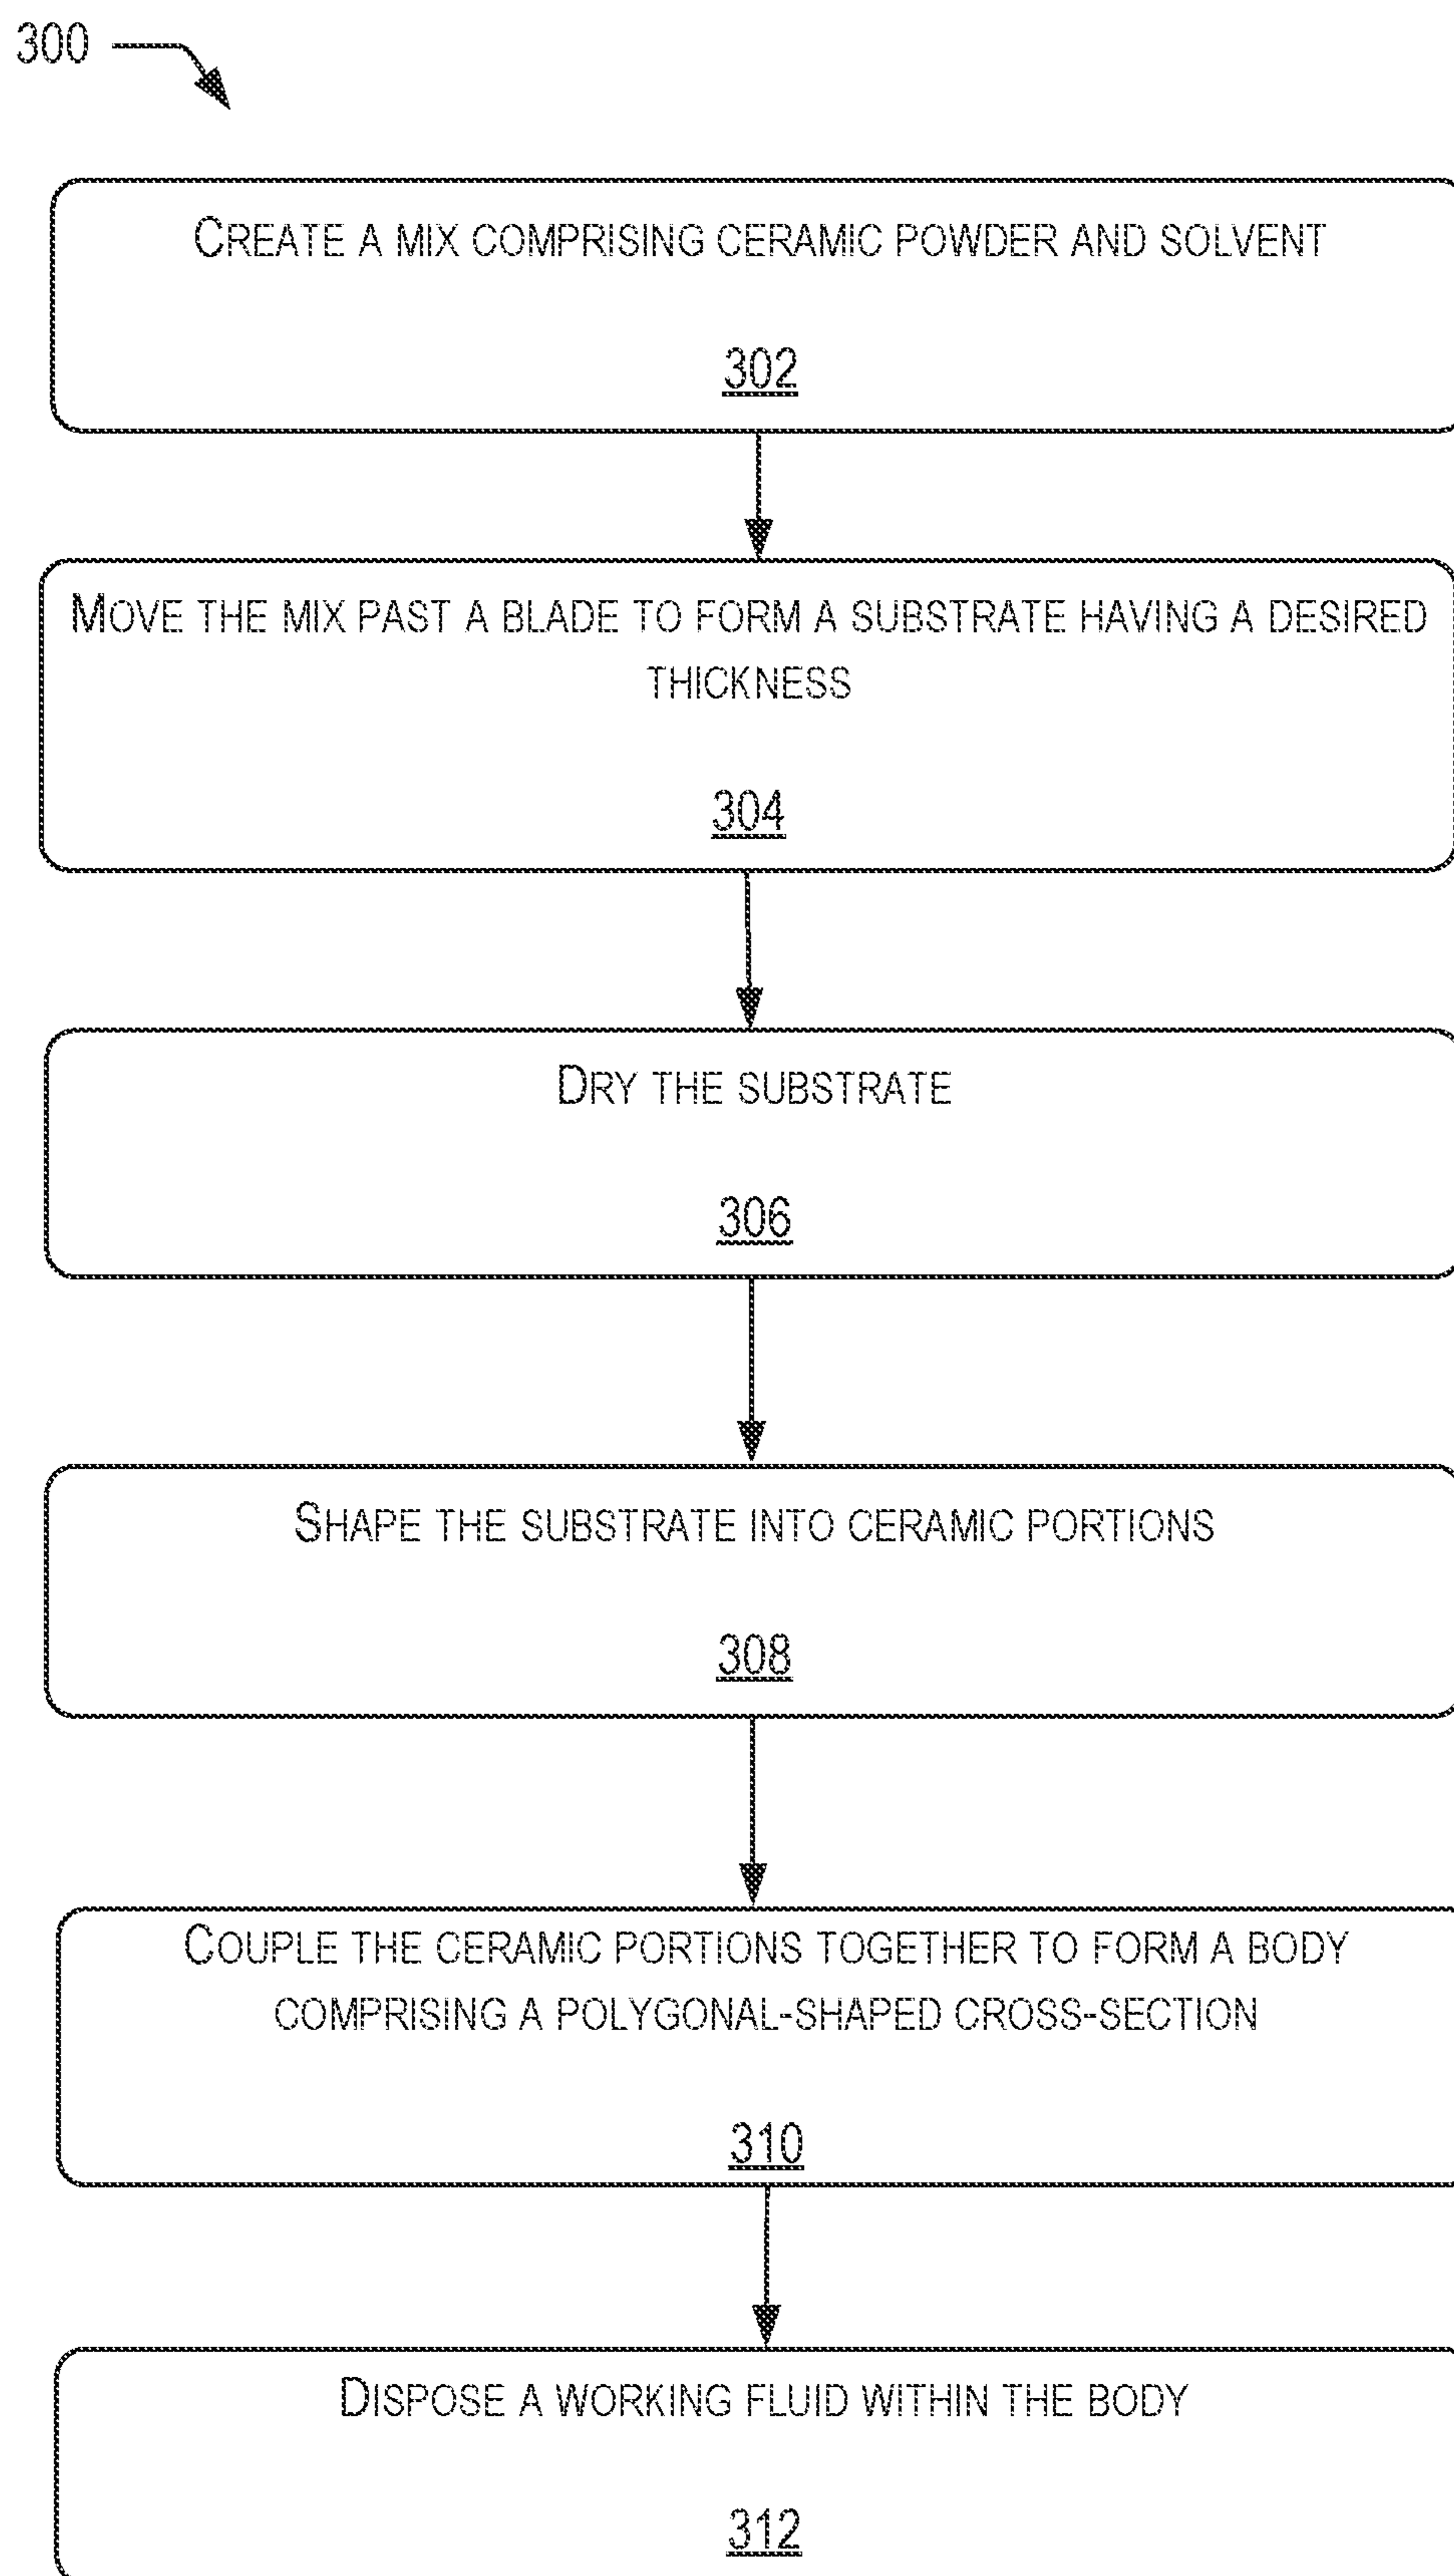 300
CREATE A MIX COMPRISING CERAMIC POWDER AND SOLVENT
302
MOVE THE MIX PAST A BLADE TO FORM A SUBSTRATE HAVING A DESIRED
THICKNESS
304
DRY THE SUBSTRATE
306
SHAPE THE SUBSTRATE INTO CERAMIC PORTIONS
308
COUPLE THE CERAMIC PORTIONS TOGETHER TO FORM A BODY
COMPRISING A POLYGONAL-SHAPED CROSS-SECTION
310
DISPOSE A WORKING FLUID WITHIN THE BODY
312